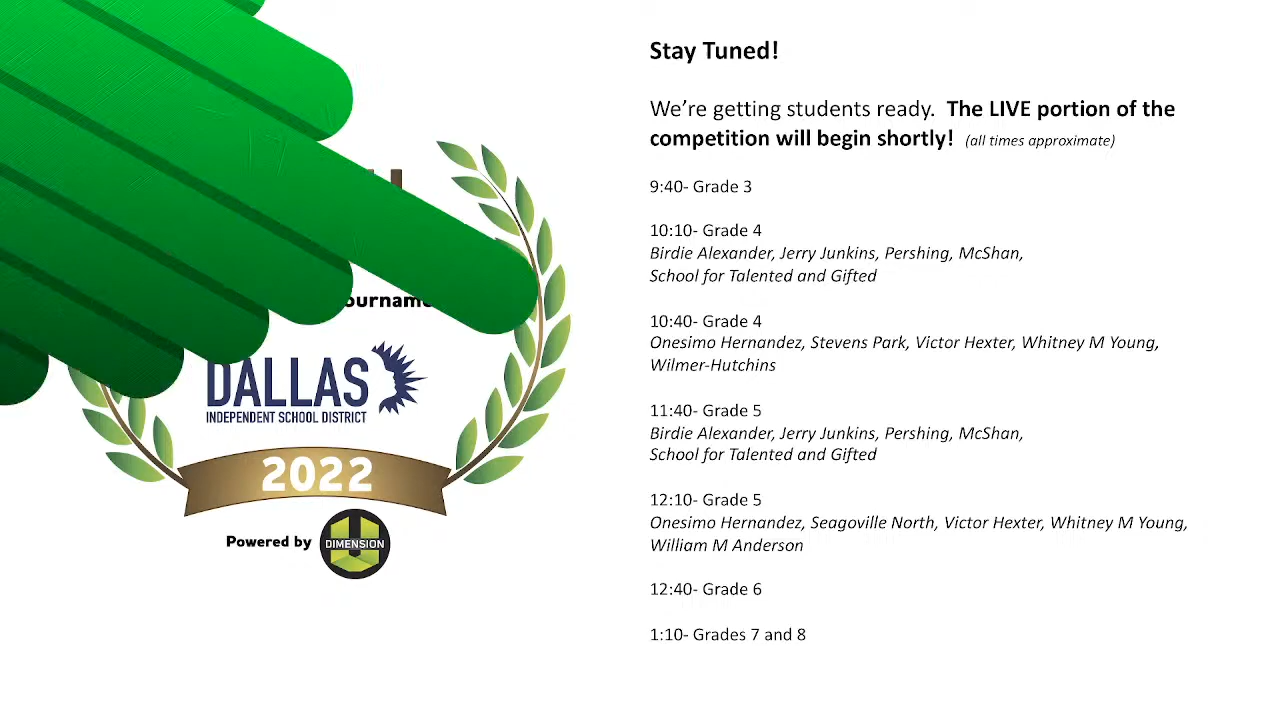 Stay Tuned!
We're getting students ready. The LIVE portion of the
competition will begin shortly! (all times approximate)
9:40- Grade 3
10:10- Grade 4
Birdie Alexander, Jerry Junkins, Pershing, McShan,
School for Talented and Gifted
10:40- Grade 4
Onesimo Hernandez, Stevens Park, Victor Hexter, Whitney M Young,
Wilmer-Hutchins
11:40- Grade 5
Birdie Alexander, Jerry Junkins, Pershing, McShan,
School for Talented and Gifted
12:10- Grade 5
Onesimo Hernandez, Seagoville North, Victor Hexter, Whitney M Young,
William M Anderson
12:40- Grade 6
1:10- Grades 7 and 8
DALLAS
INDEPENDENT SCHOOL DISTRICT
2022
Powered by
DIMENSION